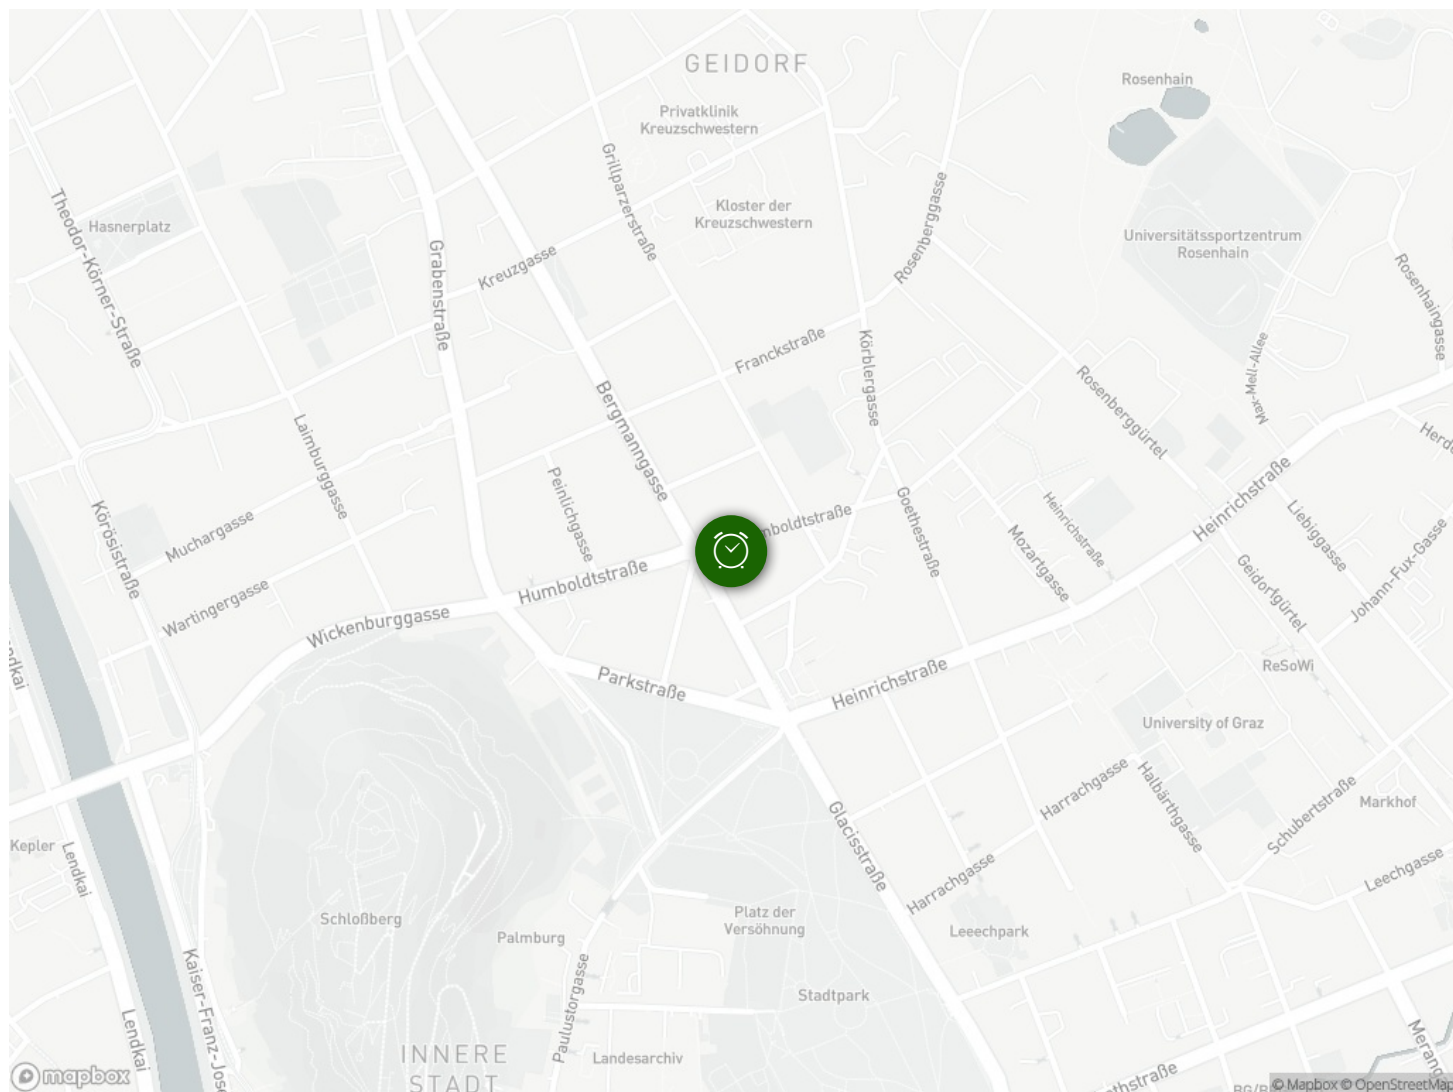 GEIDORF
Rosenhain
Privatklinik
Kreuzschwestern
Grillparzerstraße
Theodor-Körner-Straße
Hasnerplatz
Kloster der
Kreuzschwestern
Rosenberggasse
Universitätssportzentrum
Rosenhain
Kreuzgasse
Grabenstraße
Rosenhaingasse
Franckstraße
Körblergasse
Max-Mell-Allee
Bergmanngasse
Rosenberggürtel
Laimburggasse
Heinrichstraße
Peinlichgasse
Goethestraße
Heinrichstraße
Liebiggasse
Körösistraße
Muchargasse
mboldtstraße
Mozartgasse
Johann-Fux-Gasse
Geidorfgürtel
Humboldtstraße
Wartingergasse
Wickenburggasse
ReSoWi
Parkstraße
Heinrichstraße
University of Graz
Harrachgasse
Halbärthgasse
Markhof
Schubertstraße
Glacisstraße
Kepler
Lendkai
Leechgasse
Harrachgasse
Schloßberg
Platz der
Versöhnung
Leeechpark
Palmburg
Kaiser-Franz-Jose
Paulustorgasse
Stadtpark
Lendkai
INNERE
STADT
Landesarchiv
Merano
mapbox
© Mapbox © OpenStreetMap